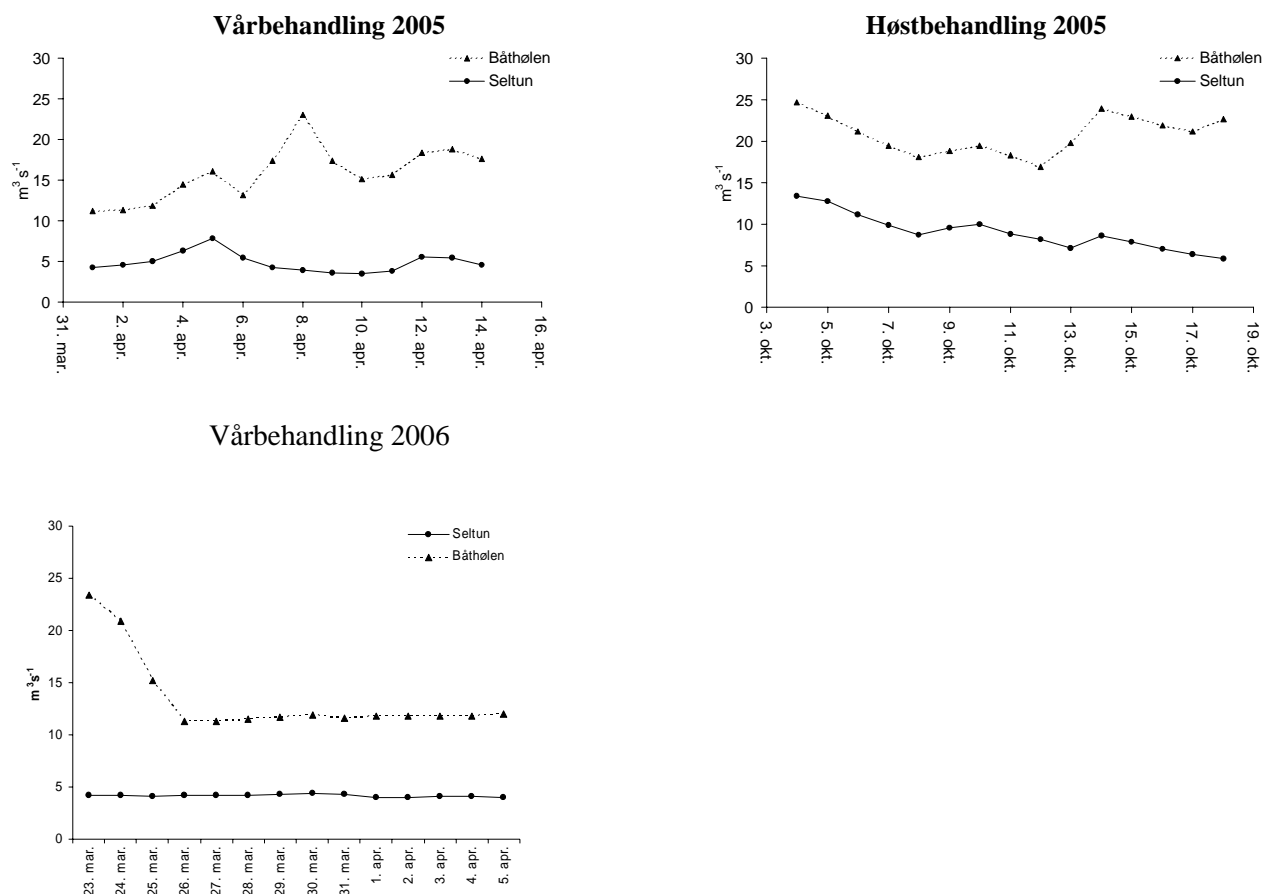 Vårbehandling 2005
30
25
20
15
10
5
0
m³ s⁻¹
Båthølen
Seltun
31. mar.
2. apr.
4. apr.
6. apr.
8. apr.
10. apr.
12. apr.
14. apr.
16. apr.
Høstbehandling 2005
30
25
20
15
10
5
0
m³ s⁻¹
Båthølen
Seltun
3. okt.
5. okt.
7. okt.
9. okt.
11. okt.
13. okt.
15. okt.
17. okt.
19. okt.
Vårbehandling 2006
30
25
20
15
10
5
0
m³s⁻¹
Seltun
Båthølen
23. mar.
24. mar.
25. mar.
26. mar.
27. mar.
28. mar.
29. mar.
30. mar.
31. mar.
1. apr.
2. apr.
3. apr.
4. apr.
5. apr.